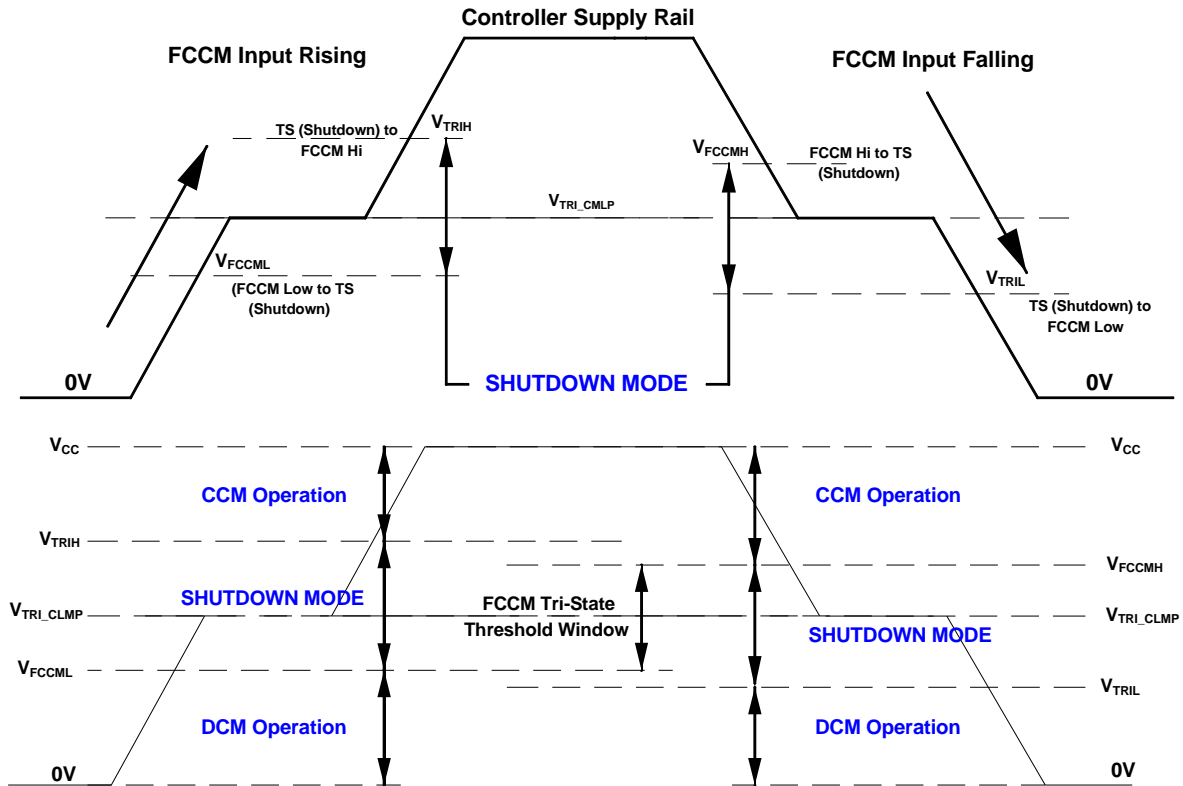 Controller Supply Rail
FCCM Input Rising
FCCM Input Falling
TS (Shutdown) to
FCCM Hi
VTRIH
VFCCMH
FCCM Hi to TS
(Shutdown)
VTRI_CMLP
VFCCML
(FCCM Low to TS
(Shutdown)
VTRIL
TS (Shutdown) to
FCCM Low
0V
SHUTDOWN MODE
0V
VCC
VCC
CCM Operation
CCM Operation
VTRIH
VFCCMH
SHUTDOWN MODE
FCCM Tri-State
Threshold Window
VTRI_CLMP
VTRI_CLMP
SHUTDOWN MODE
VFCCML
VTRIL
DCM Operation
DCM Operation
0V
0V